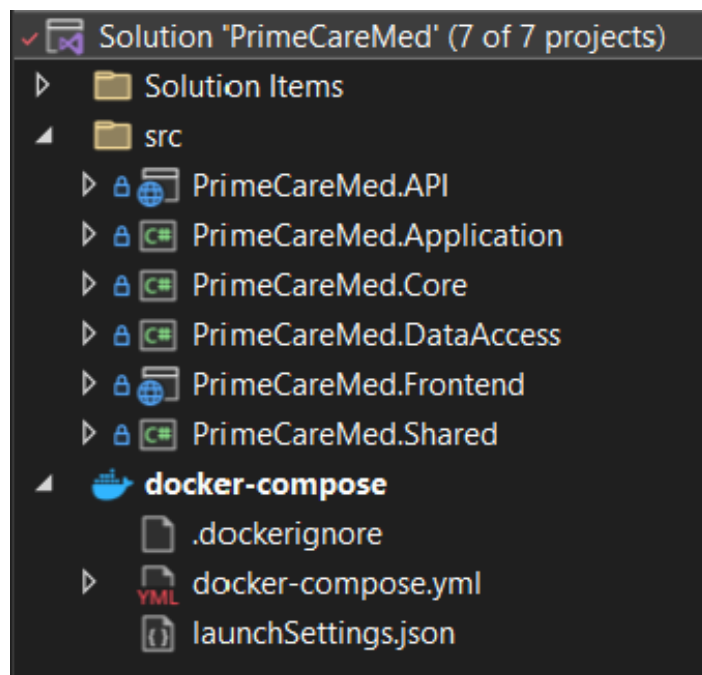 Solution 'PrimeCareMed' (7 of 7 projects)
Solution Items
src
PrimeCareMed.API
C# PrimeCareMed.Application
C# PrimeCareMed.Core
C# PrimeCareMed.DataAccess
PrimeCareMed.Frontend
C# PrimeCareMed.Shared
docker-compose
.dockerignore
YML docker-compose.yml
launchSettings.json